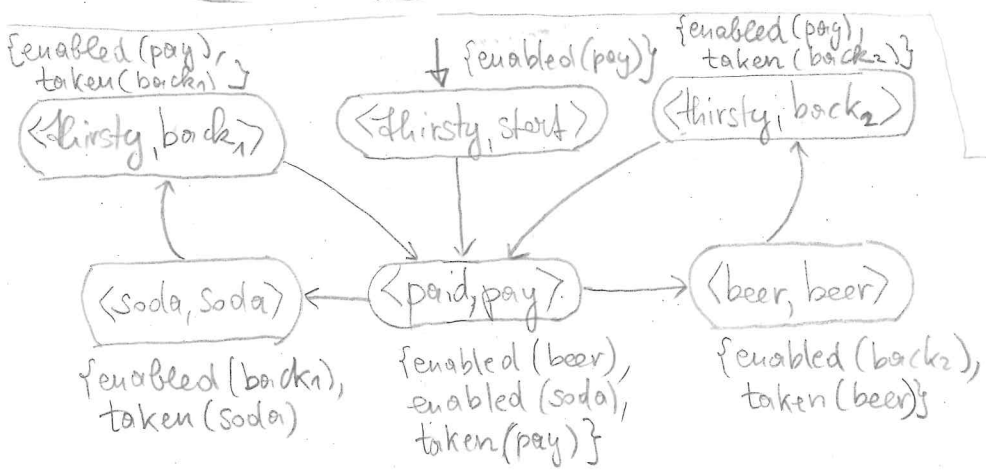 {enabled(pay),
taken(back₁)}
<thirsty, back₁>
{enabled(pay)}
<thirsty, start>
{enabled(pay),
taken(back₂)}
<thirsty, back₂>
<soda, soda>
{enabled(back₁),
taken(soda)
<paid, pay>
{enabled(beer),
enabled(soda),
taken(pay)}
<beer, beer>
{enabled(back₂),
taken(beer)}